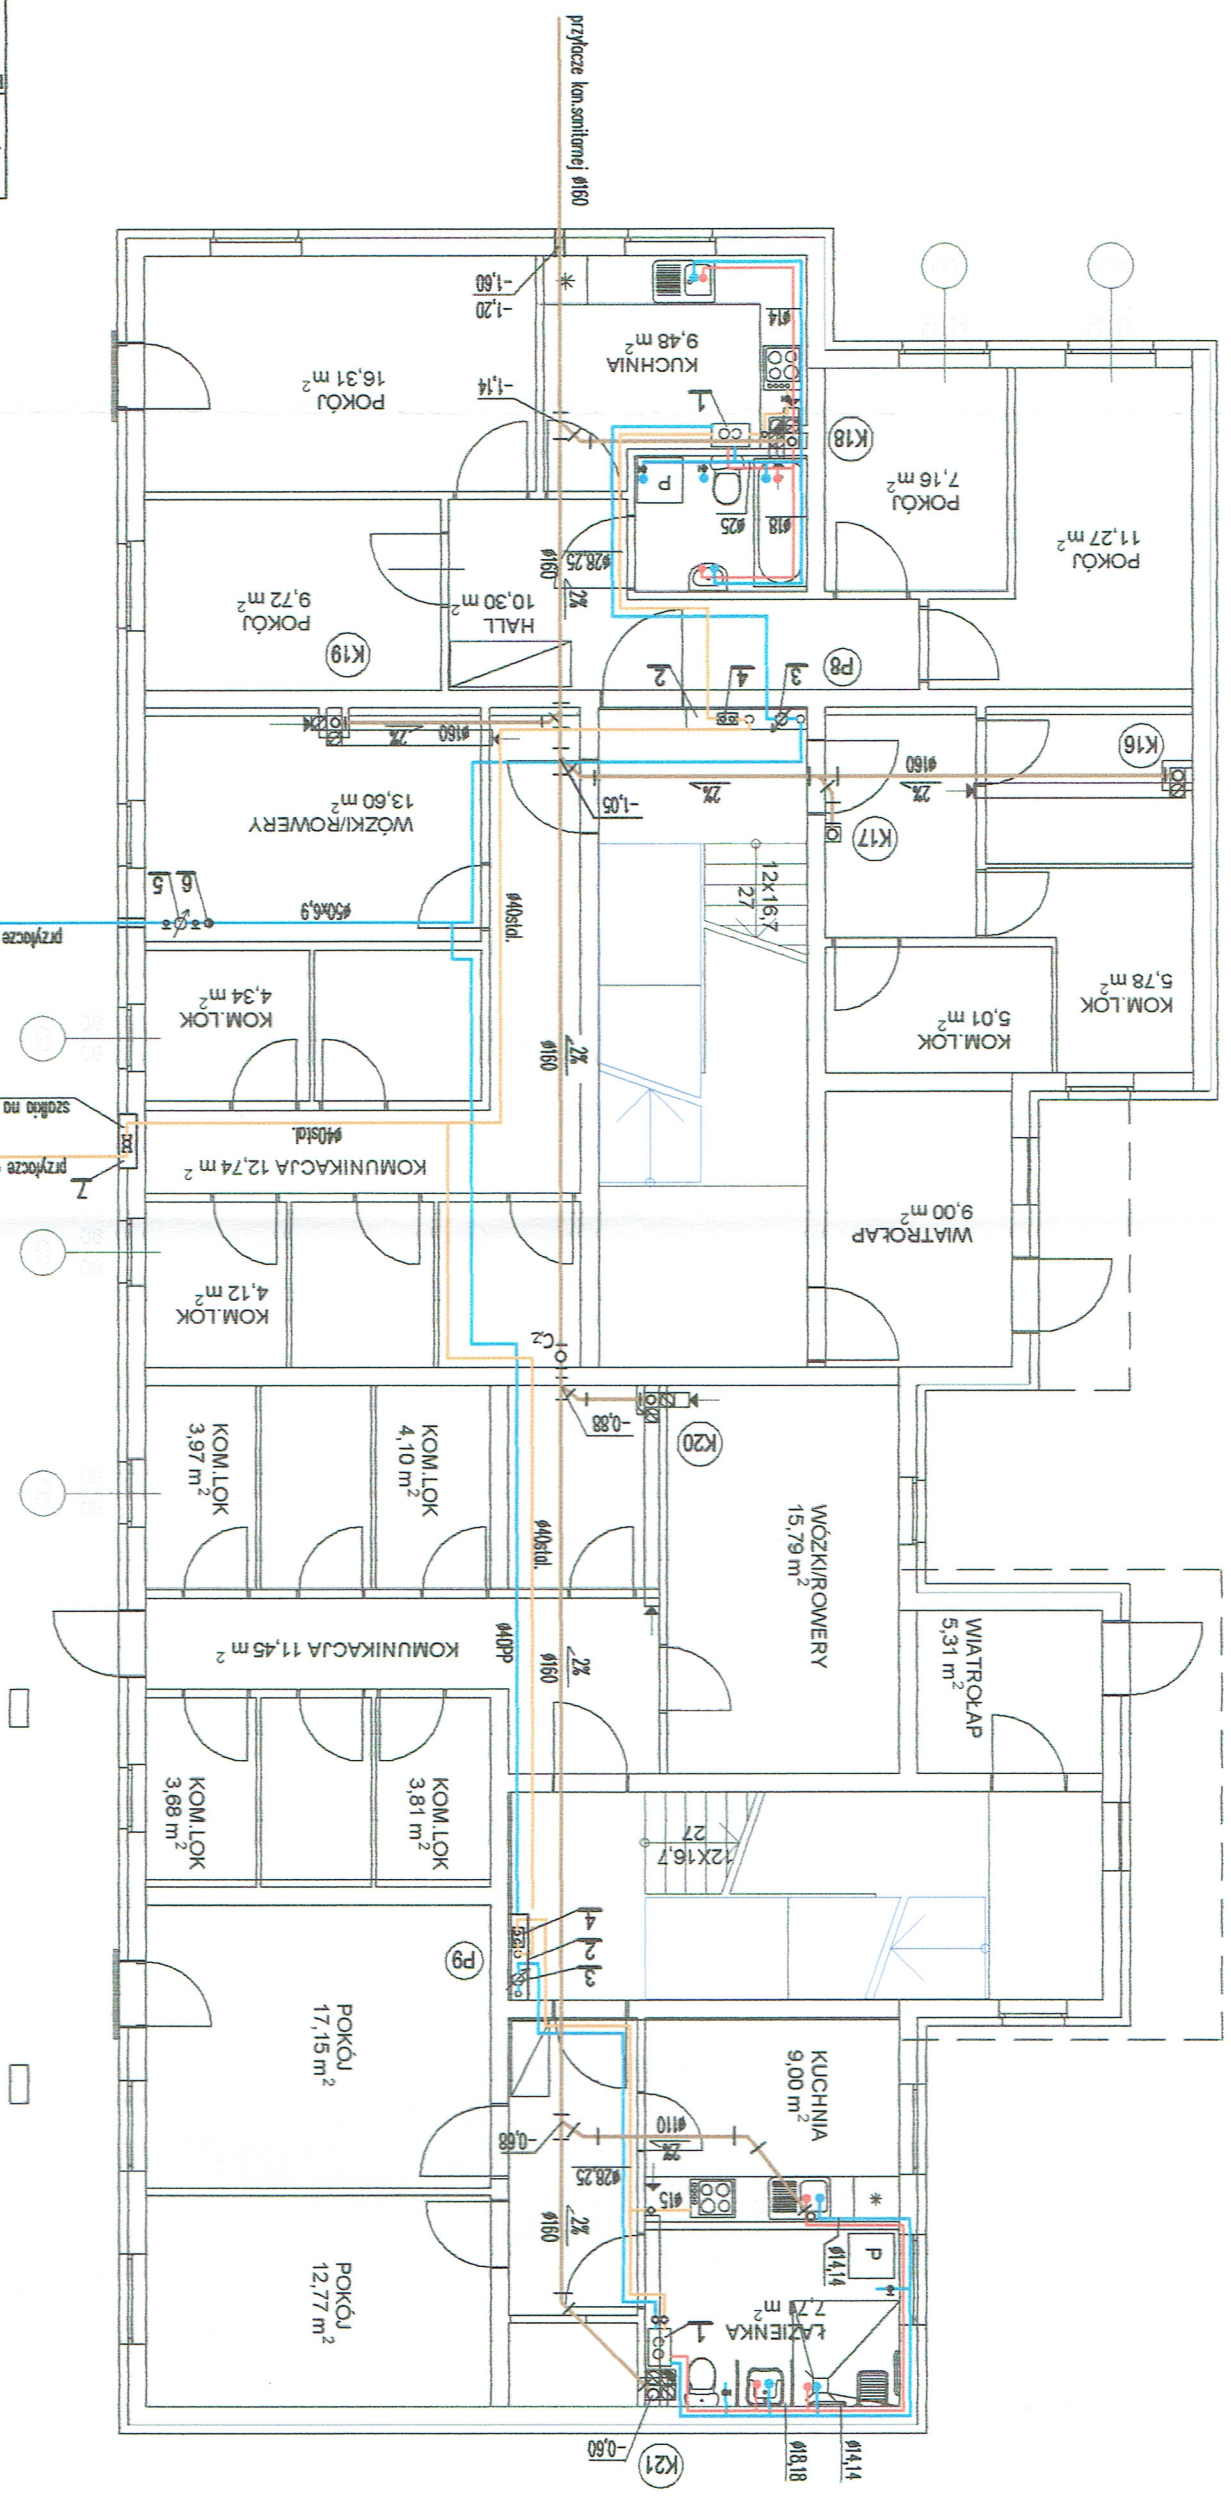 przyłącze kan.sanitarnej ø160
-1,60
-1,20
POKÓJ
16,31 m²
KUCHNIA
9,48 m²
ø14
-1,14
1
CO
K18
POKÓJ
7,16 m²
POKÓJ
11,27 m²
P
ø25
ø18
ø28,25
ø160
2%
HALL
10,30 m²
POKÓJ
9,72 m²
K19
2
4
3
P8
ø160
2%
WÓZKI/ROWERY
13,60 m²
-1,05
2%
ø160
2%
K16
K17
12x16,7
27
5
6
ø50x6,9
przyłącze
ø40stal.
KOM.LOK
4,34 m²
KOM.LOK
5,01 m²
KOM.LOK
5,78 m²
ø160
2%
szafka na
przyłącze
7
ø40stal.
KOMUNIKACJA 12,74 m²
WIATROŁAP
9,00 m²
KOM.LOK
4,12 m²
Cz
-0,88
K20
KOM.LOK
3,97 m²
KOM.LOK
4,10 m²
ø40stal.
WÓZKI/ROWERY
15,79 m²
WIATROŁAP
5,31 m²
KOMUNIKACJA 11,45 m²
ø40PP
ø160
2%
KOM.LOK
3,68 m²
KOM.LOK
3,81 m²
12X16,7
27
4
2
3
P9
POKÓJ
17,15 m²
KUCHNIA
9,00 m²
-0,68
ø110
2%
ø28,25
ø15
ø160
2%
ø14,14
P
POKÓJ
12,77 m²
ŁAZIENKA
m²
1
CO
-0,60
K21
ø18,18
ø14,14